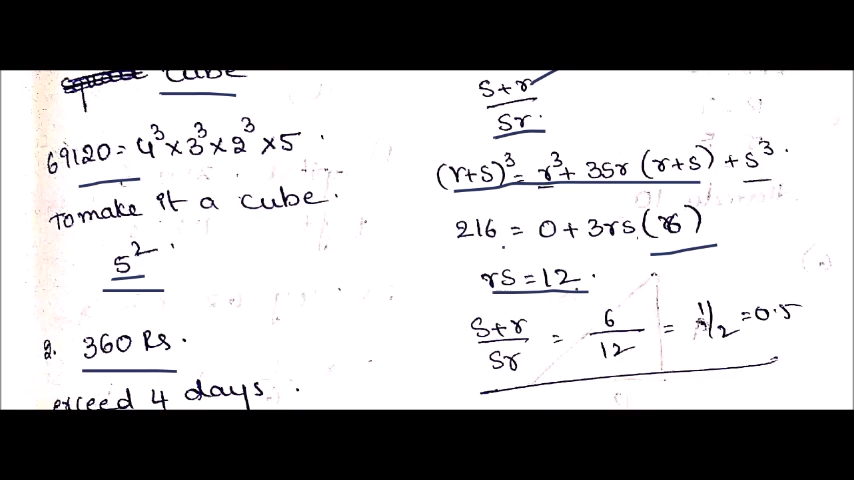 cube
69120 = 4³ × 3³ × 2³ × 5 .
to make it a cube.
5² .
2. 360 Rs.
exceed 4 days .
s+r
sr.
(r+s)³ = r³ + 3sr (r+s) + s³ .
216 = 0 + 3rs (6)
rs = 12 .
s+r/sr = 6/12 = 1/2 = 0.5